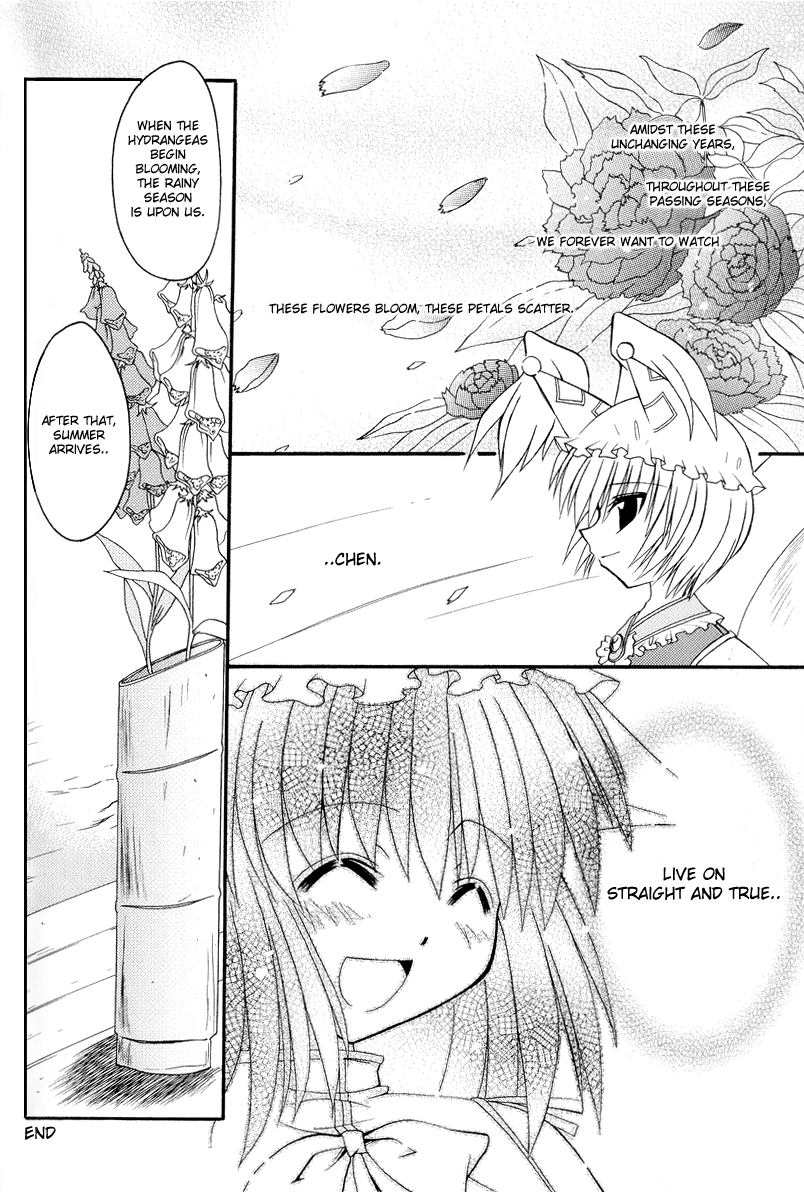 AMIDST THESE
UNCHANGING YEARS,
THROUGHOUT THESE
PASSING SEASONS,
WE FOREVER WANT TO WATCH
THESE FLOWERS BLOOM, THESE PETALS SCATTER.
..CHEN.
LIVE ON
STRAIGHT AND TRUE..
WHEN THE
HYDRANGEAS
BEGIN
BLOOMING,
THE RAINY
SEASON
IS UPON US.
AFTER THAT,
SUMMER
ARRIVES..
END